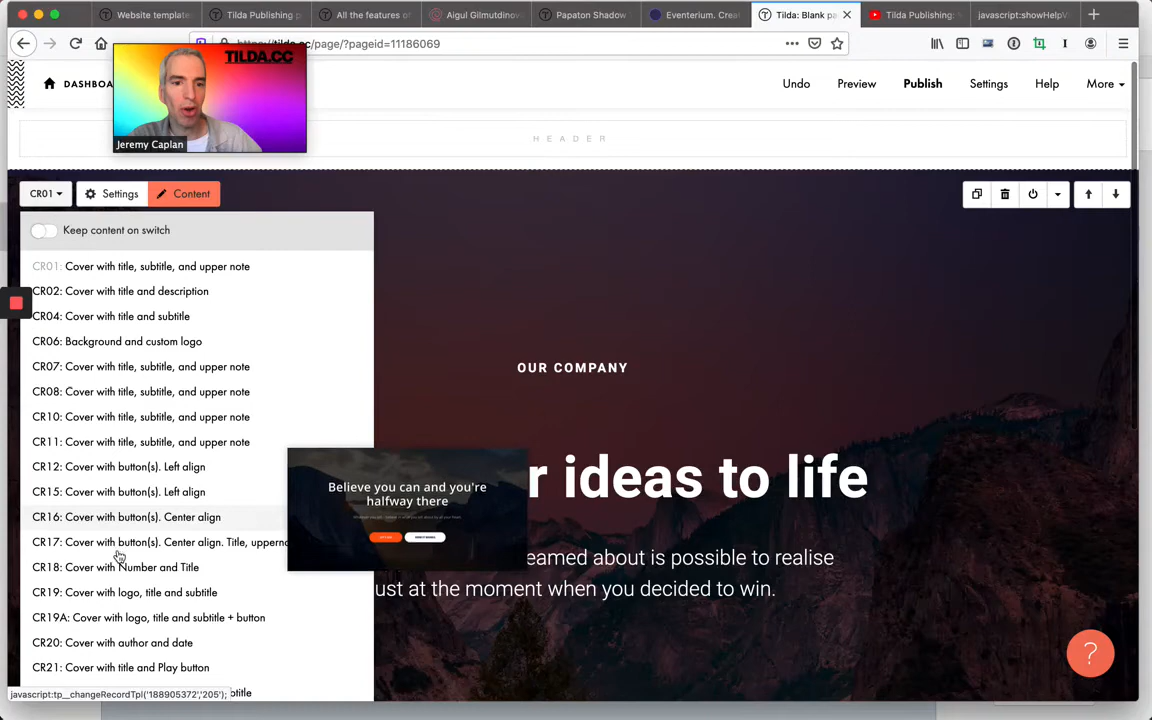 Website template
Tilda Publishing p
All the features of
Aigul Gilmutdinov
Papaton Shadow
Eventerium. Crea
Tilda: Blank pa
Tilda Publishing:
javascript:showHelpV
https://tilda.cc/page/?pageid=11186069
TILDA.CC
Jeremy Caplan
DASHBOA
Undo
Preview
Publish
Settings
Help
More
HEADER
CR01
Settings
Content
Keep content on switch
CR01: Cover with title, subtitle, and upper note
CR02: Cover with title and description
CR04: Cover with title and subtitle
CR06: Background and custom logo
CR07: Cover with title, subtitle, and upper note
CR08: Cover with title, subtitle, and upper note
CR10: Cover with title, subtitle, and upper note
CR11: Cover with title, subtitle, and upper note
CR12: Cover with button(s). Left align
CR15: Cover with button(s). Left align
CR16: Cover with button(s). Center align
CR17: Cover with button(s). Center align. Title, upperno
CR18: Cover with Number and Title
CR19: Cover with logo, title and subtitle
CR19A: Cover with logo, title and subtitle + button
CR20: Cover with author and date
CR21: Cover with title and Play button
btitle
javascript:tp__changeRecordTpl('188905372','205');
OUR COMPANY
r ideas to life
eamed about is possible to realise
ust at the moment when you decided to win.
Believe you can and you're
halfway there
?